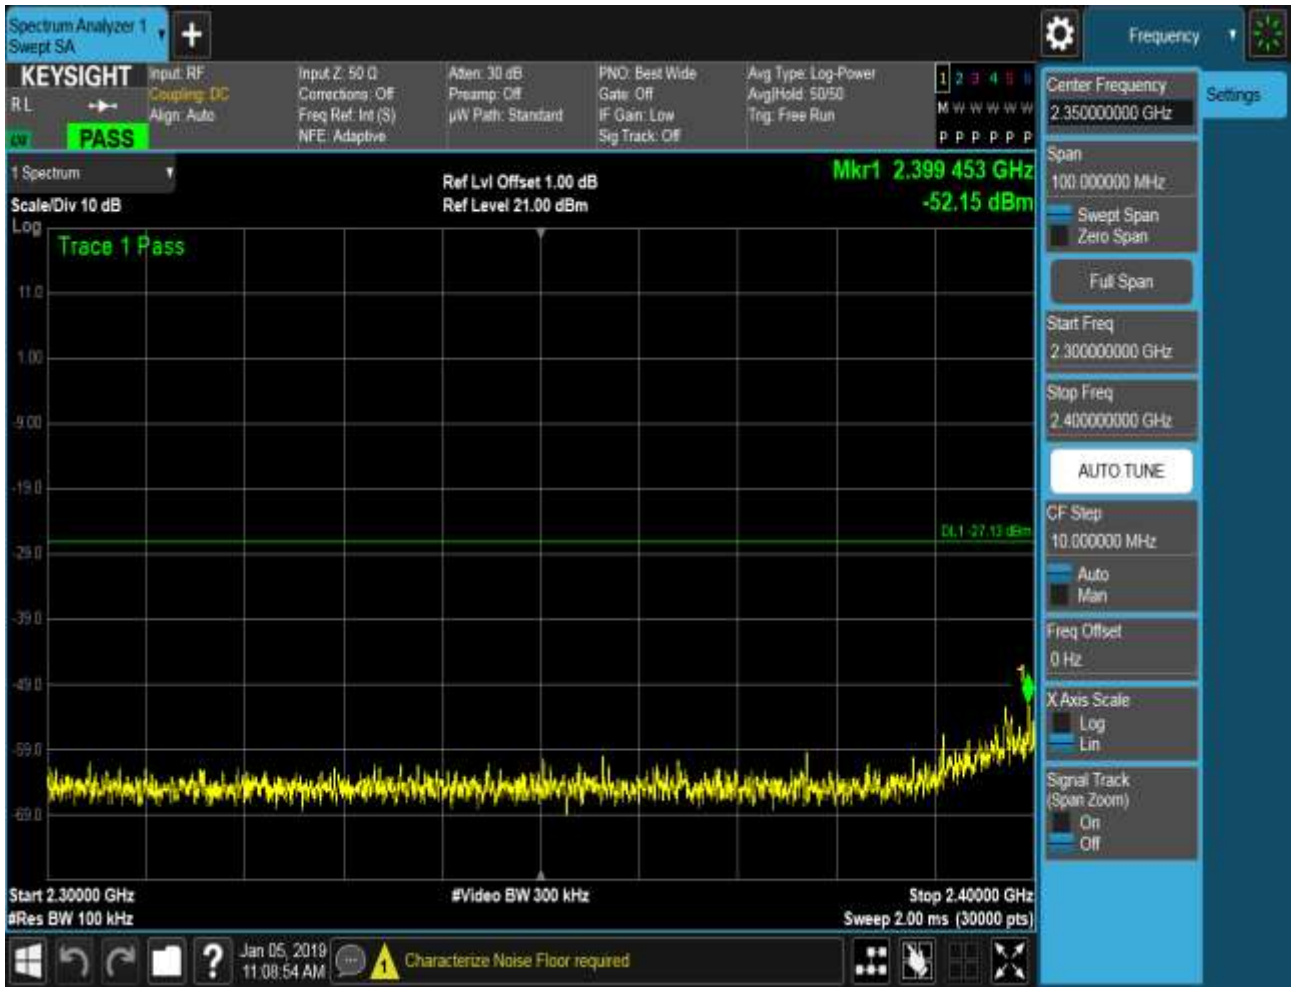 Spectrum Analyzer 1
Swept SA
+
Frequency
KEYSIGHT
R L
LW
PASS
Input: RF
Coupling: DC
Align: Auto
Input Z: 50 Ω
Corrections: Off
Freq Ref: Int (S)
NFE: Adaptive
Atten: 30 dB
Preamp: Off
µW Path: Standard
PNO: Best Wide
Gate: Off
IF Gain: Low
Sig Track: Off
Avg Type: Log-Power
Avg|Hold: 50/50
Trig: Free Run
1 2 3 4 5 6
M W W W W W
P P P P P P
1 Spectrum
Scale/Div 10 dB
Log
Ref Lvl Offset 1.00 dB
Ref Level 21.00 dBm
Mkr1 2.399 453 GHz
-52.15 dBm
Trace 1 Pass
11.0
1.00
-9.00
-19.0
DL1 -27.13 dBm
-29.0
-39.0
-49.0
1
-59.0
-69.0
Start 2.30000 GHz
#Res BW 100 kHz
#Video BW 300 kHz
Stop 2.40000 GHz
Sweep 2.00 ms (30000 pts)
Center Frequency
2.350000000 GHz
Settings
Span
100.000000 MHz
Swept Span
Zero Span
Full Span
Start Freq
2.300000000 GHz
Stop Freq
2.400000000 GHz
AUTO TUNE
CF Step
10.000000 MHz
Auto
Man
Freq Offset
0 Hz
X Axis Scale
Log
Lin
Signal Track
(Span Zoom)
On
Off
?
Jan 05, 2019
11:08:54 AM
1
Characterize Noise Floor required